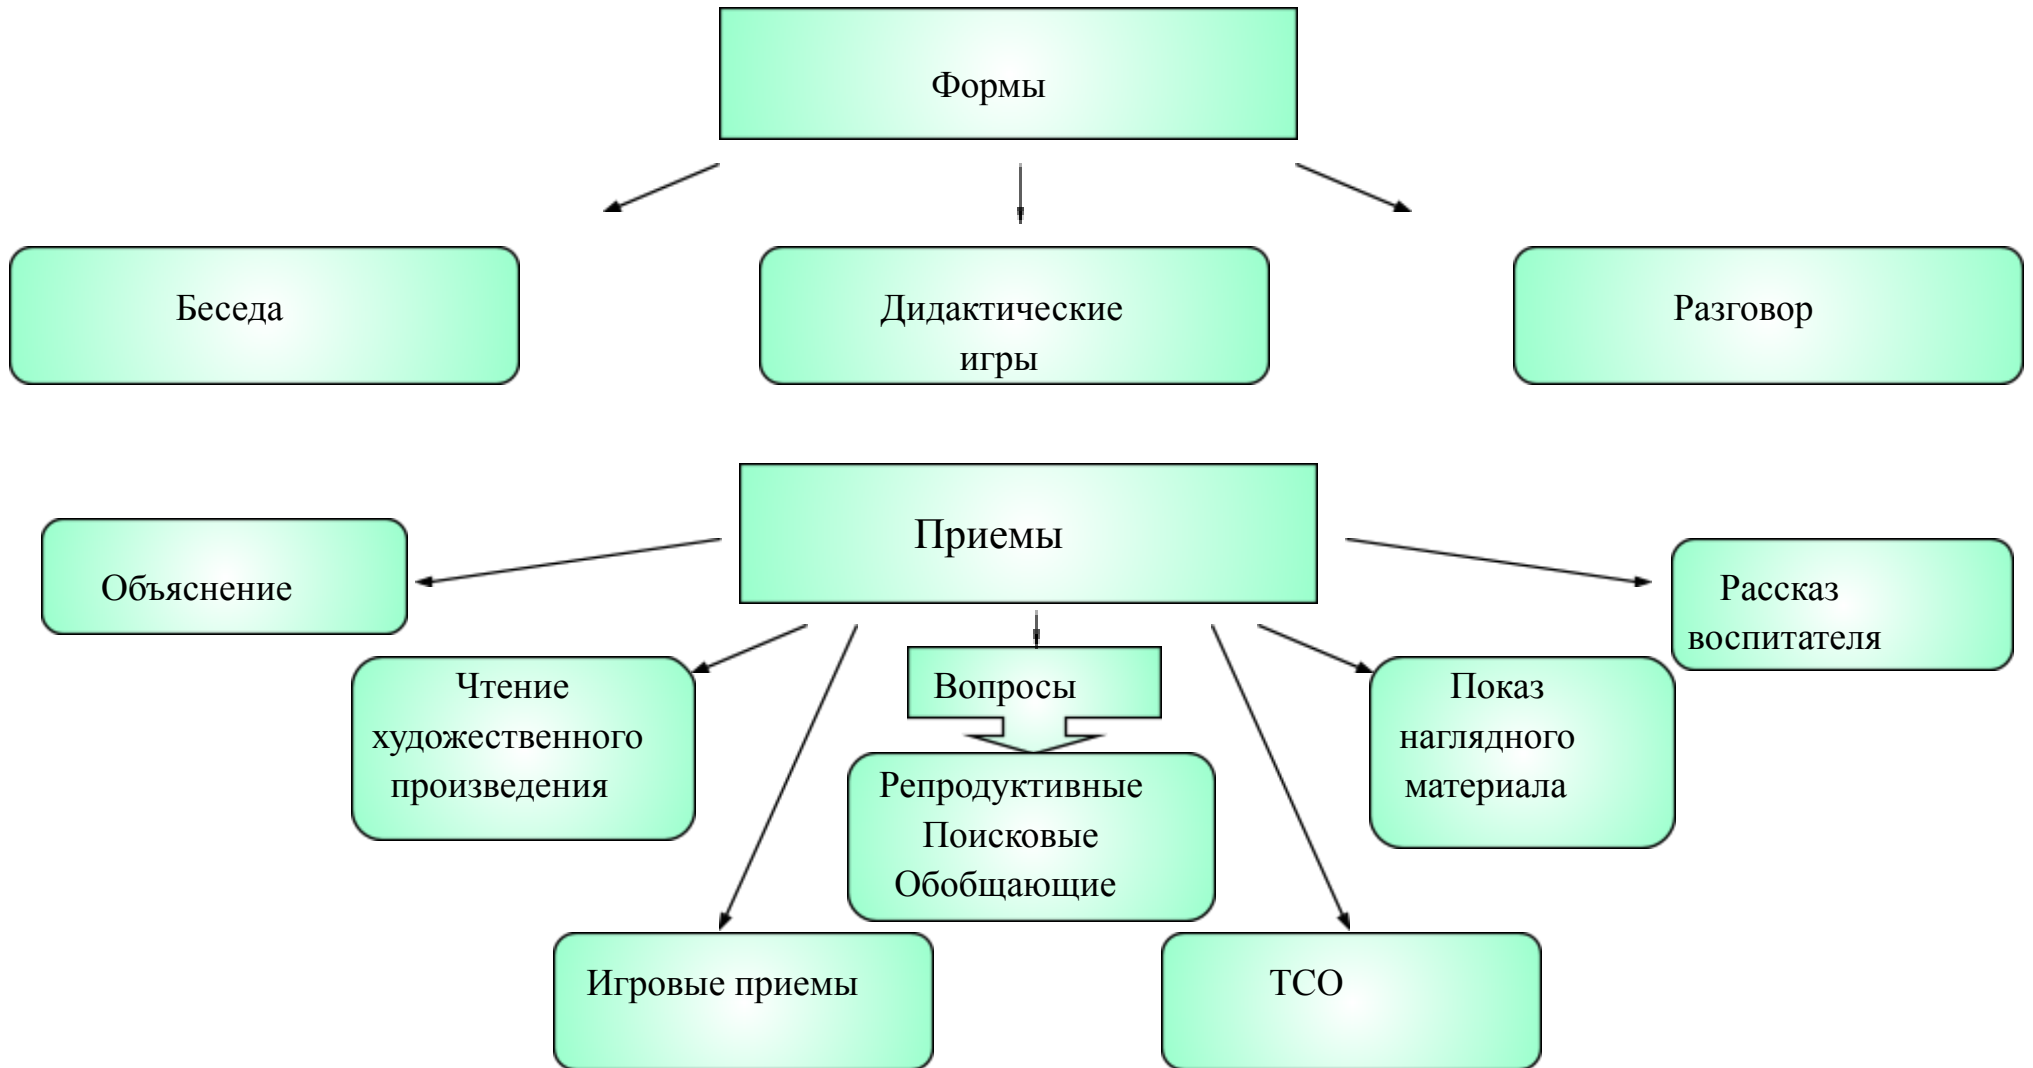 Формы
Беседа
Дидактические
игры
Разговор
Приемы
Объяснение
Рассказ
воспитателя
Чтение
художественного
произведения
Вопросы
Репродуктивные
Поисковые
Обобщающие
Показ
наглядного
материала
Игровые приемы
ТСО